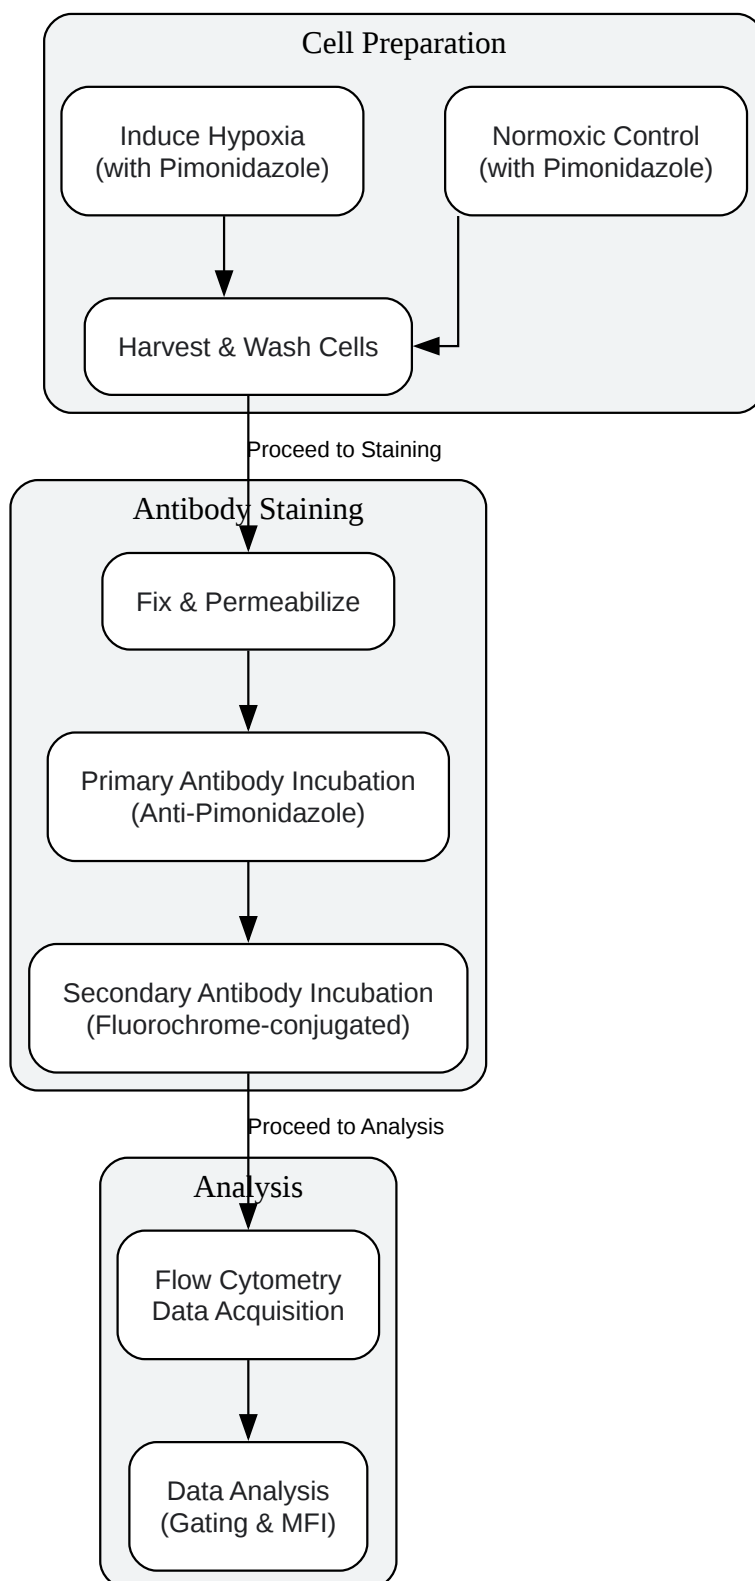 Cell Preparation
Induce Hypoxia
(with Pimonidazole)
Normoxic Control
(with Pimonidazole)
Harvest & Wash Cells
Proceed to Staining
Antibody Staining
Fix & Permeabilize
Primary Antibody Incubation
(Anti-Pimonidazole)
Secondary Antibody Incubation
(Fluorochrome-conjugated)
Proceed to Analysis
Analysis
Flow Cytometry
Data Acquisition
Data Analysis
(Gating & MFI)